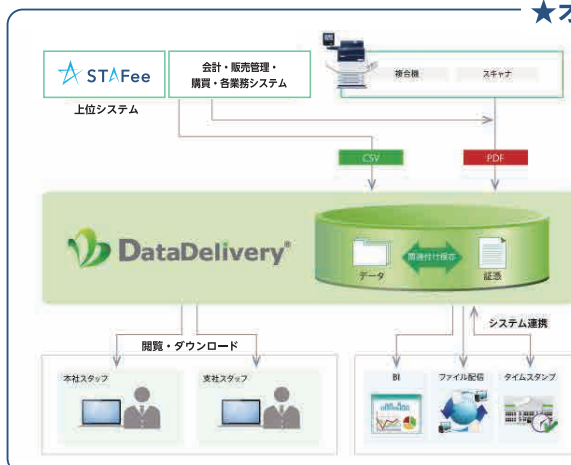 ★オ
STAFee
会計・販売管理・
購買・各業務システム
複合機
スキャナ
上位システム
CSV
PDF
DataDelivery®
データ
関連付け保存
証憑
システム連携
閲覧・ダウンロード
本社スタッフ
支社スタッフ
BI
ファイル配信
タイムスタンプ